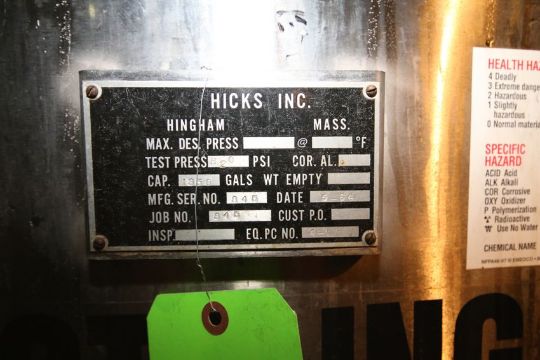 HICKS INC.
HINGHAM MASS.
MAX. DES. PRESS @ °F
TEST PRESS PSI COR. AL.
CAP. GALS WT EMPTY
MFG. SER. NO. DATE
JOB NO. CUST P.O.
INSP EQ. PC NO.
HEALTH HA
4 Deadly
3 Extreme dange
2 Hazardous
1 Slightly
hazardous
0 Normal materia
SPECIFIC
HAZARD
ACID Acid
ALK Alkali
COR Corrosive
OXY Oxidizer
P Polymerization
Radioactive
W Use No Water
CHEMICAL NAME
ING